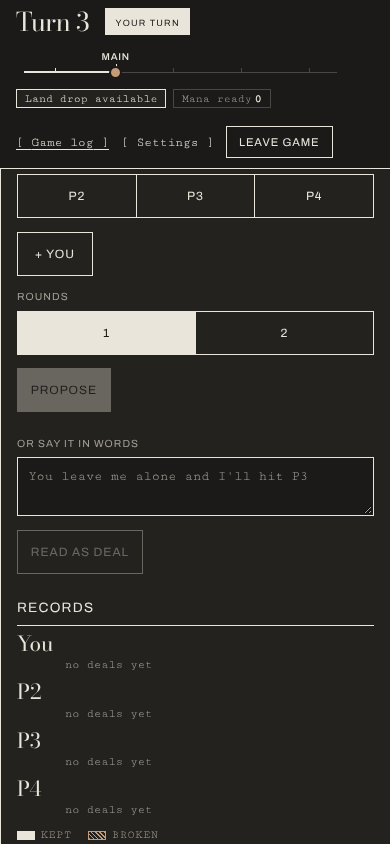 Turn 3 YOUR TURN
MAIN
Land drop available Mana ready 0
[ Game log ] [ Settings ] LEAVE GAME
P2 P3 P4
+ YOU
ROUNDS
1 2
PROPOSE
OR SAY IT IN WORDS
You leave me alone and I'll hit P3
READ AS DEAL
RECORDS
You
no deals yet
P2
no deals yet
P3
no deals yet
P4
no deals yet
KEPT BROKEN